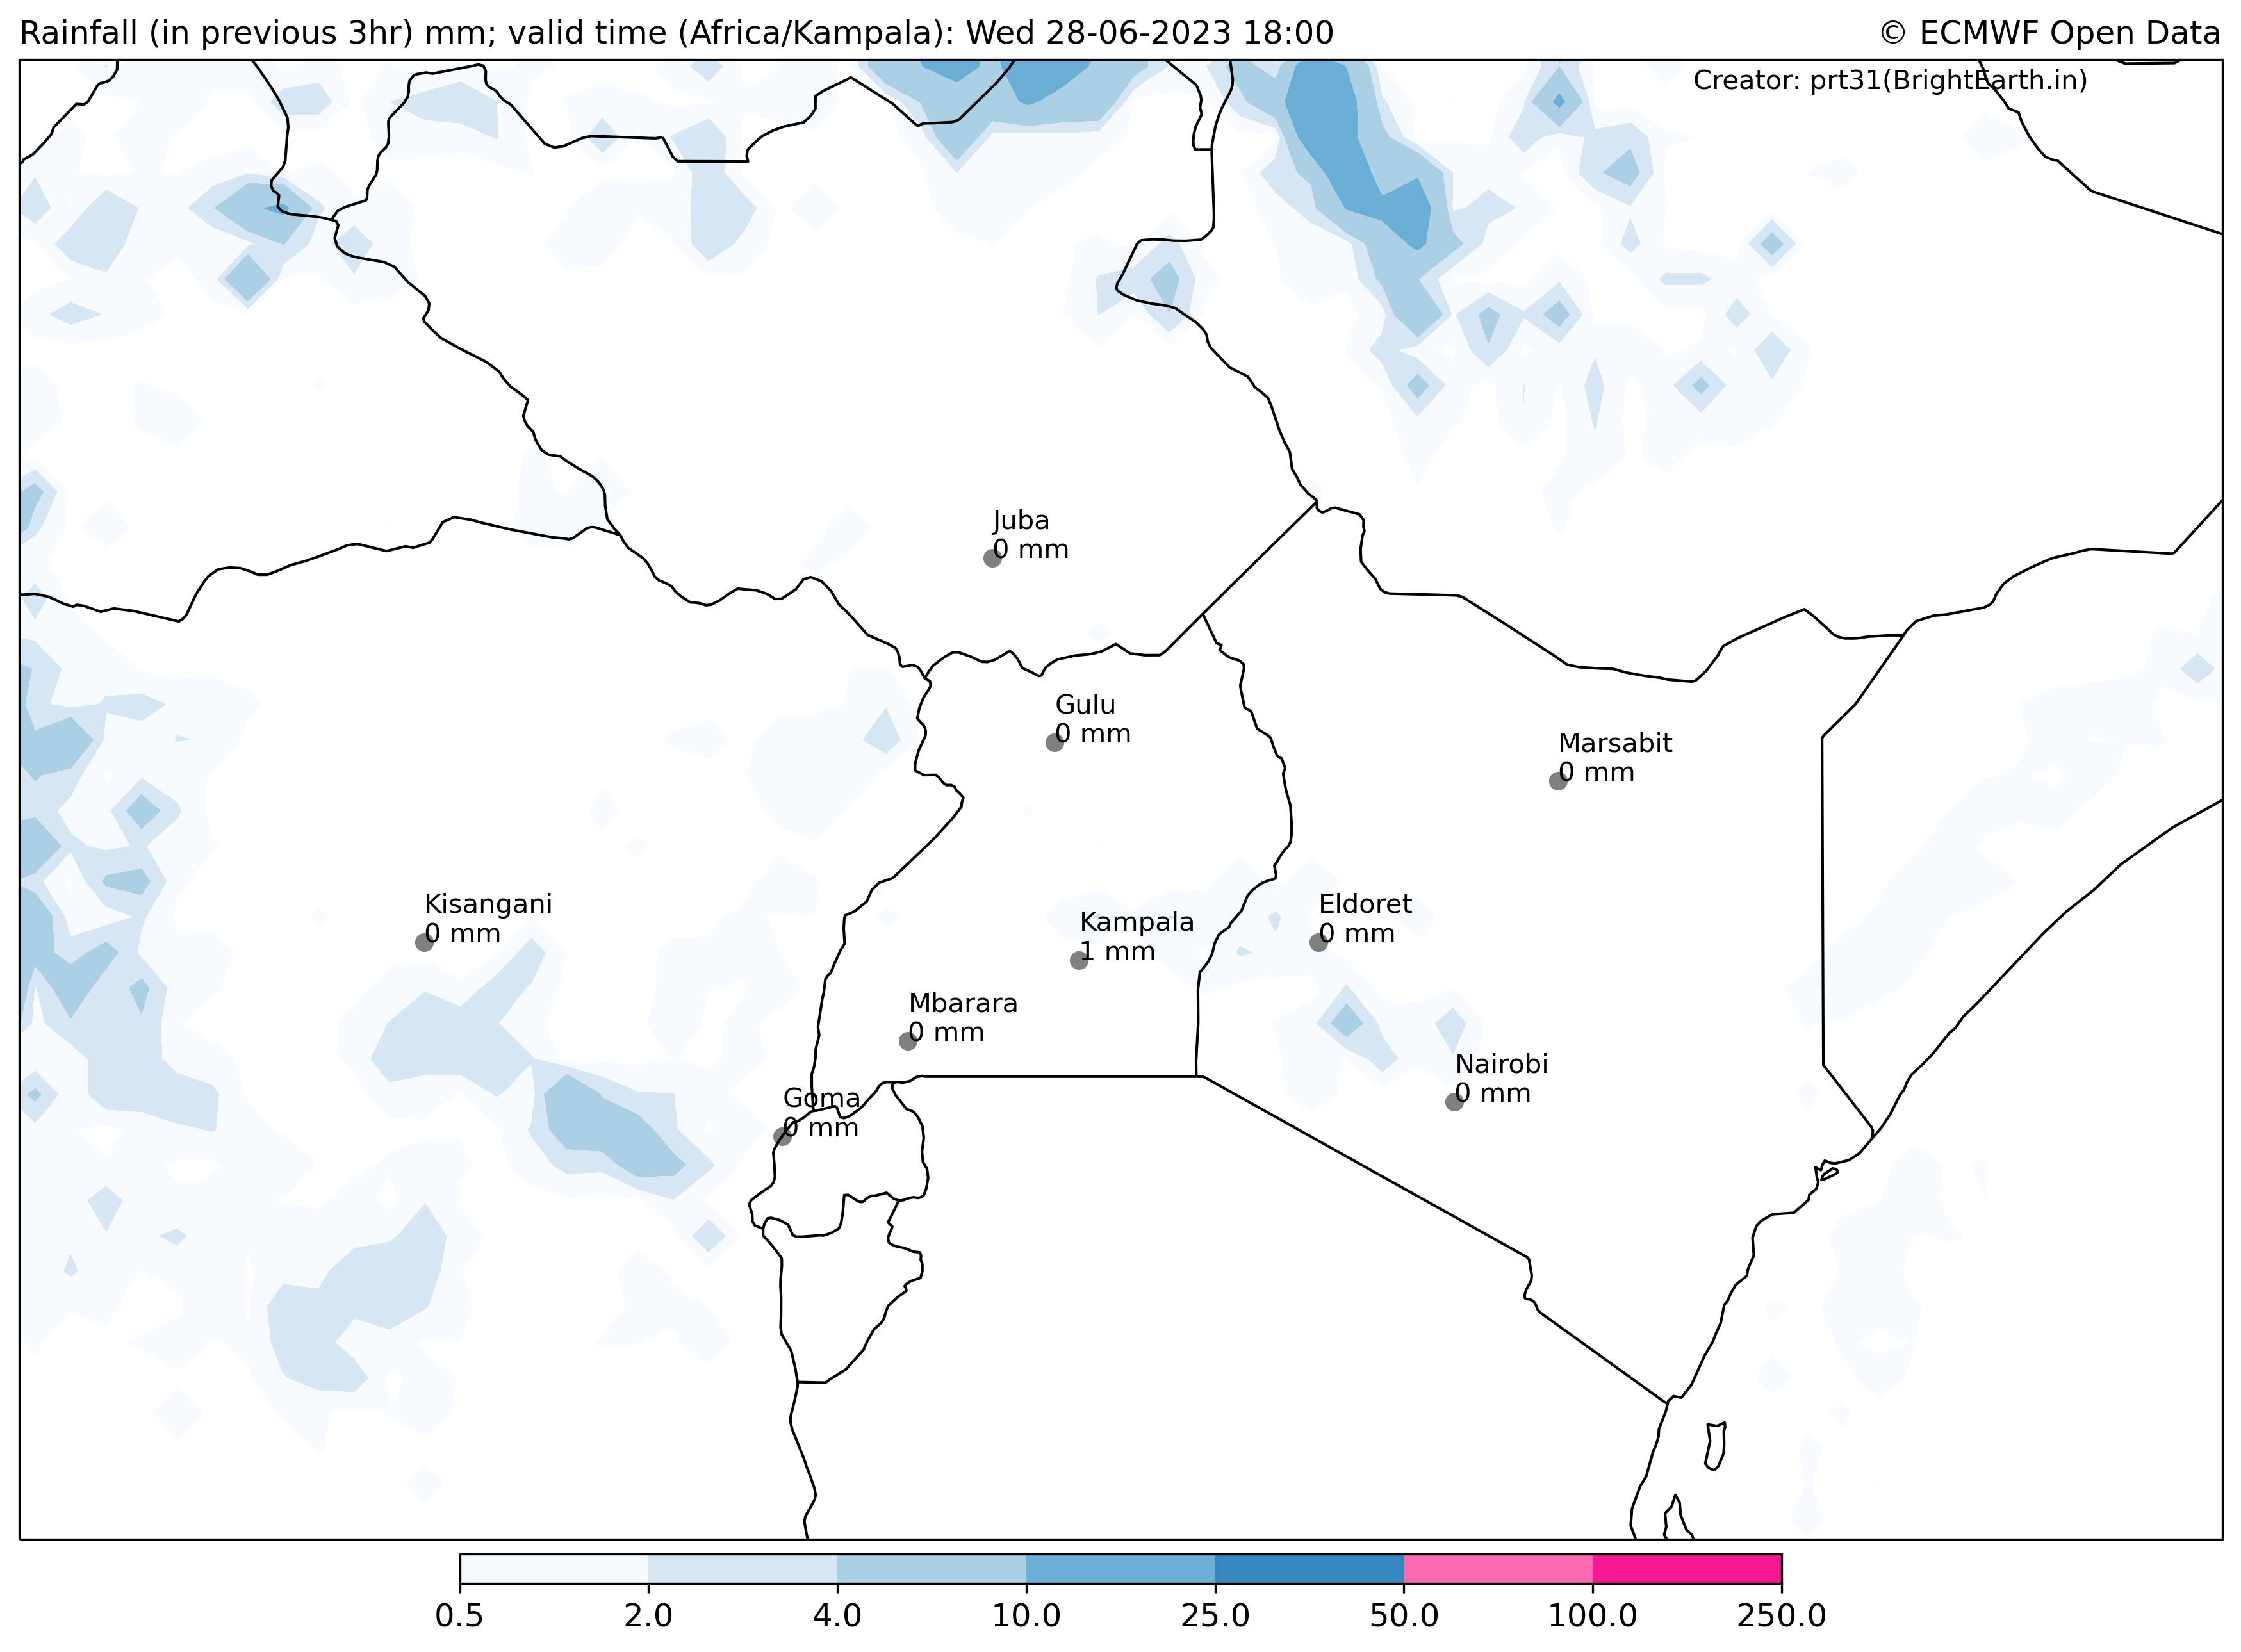 Rainfall (in previous 3hr) mm; valid time (Africa/Kampala): Wed 28-06-2023 18:00
© ECMWF Open Data
Creator: prt31(BrightEarth.in)
Juba
0 mm
Gulu
0 mm
Marsabit
0 mm
Kisangani
0 mm
Eldoret
0 mm
Kampala
1 mm
Mbarara
0 mm
Nairobi
0 mm
Goma
0 mm
0.5 2.0 4.0 10.0 25.0 50.0 100.0 250.0